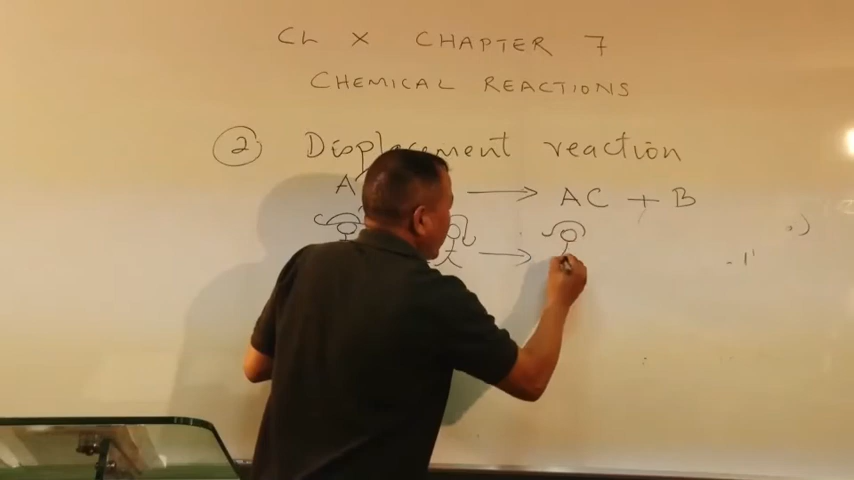 CL X CHAPTER 7
CHEMICAL REACTIONS
2 Displacement reaction
A → AC + B
→